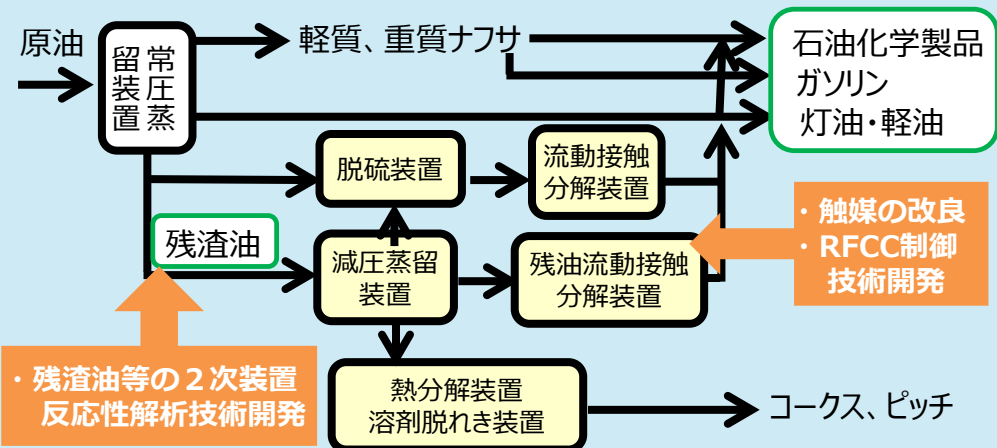 原油
常圧蒸
留装置
軽質、重質ナフサ
石油化学製品
ガソリン
灯油・軽油
脱硫装置
流動接触
分解装置
・触媒の改良
・RFCC制御
技術開発
残渣油
減圧蒸留
装置
残油流動接触
分解装置
・残渣油等の２次装置
反応性解析技術開発
熱分解装置
溶剤脱れき装置
コークス、ピッチ